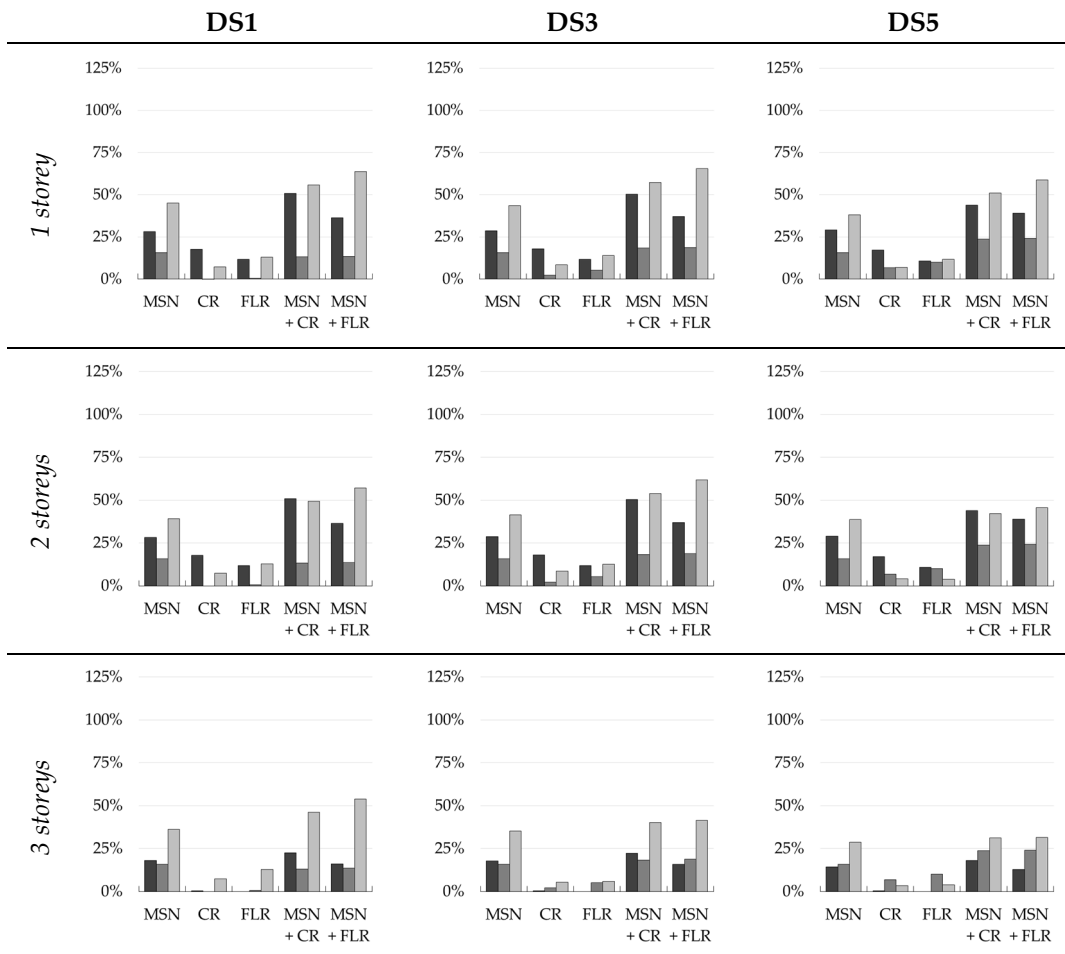 DS1 DS3 DS5
1 storey
125% 125% 125%
100% 100% 100%
75% 75% 75%
50% 50% 50%
25% 25% 25%
0% 0% 0%
MSN CR FLR MSN MSN MSN CR FLR MSN MSN MSN CR FLR MSN MSN
+ CR + FLR + CR + FLR + CR + FLR
2 storeys
125% 125% 125%
100% 100% 100%
75% 75% 75%
50% 50% 50%
25% 25% 25%
0% 0% 0%
MSN CR FLR MSN MSN MSN CR FLR MSN MSN MSN CR FLR MSN MSN
+ CR + FLR + CR + FLR + CR + FLR
3 storeys
125% 125% 125%
100% 100% 100%
75% 75% 75%
50% 50% 50%
25% 25% 25%
0% 0% 0%
MSN CR FLR MSN MSN MSN CR FLR MSN MSN MSN CR FLR MSN MSN
+ CR + FLR + CR + FLR + CR + FLR